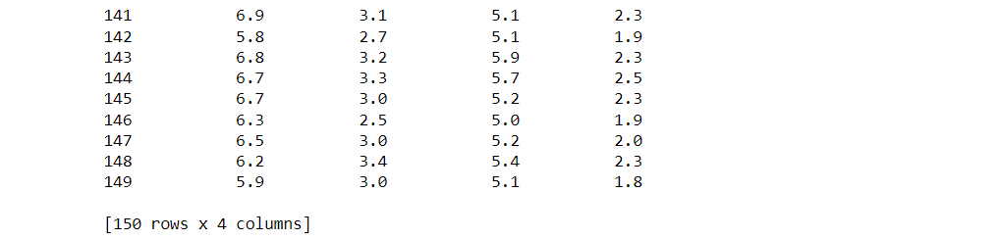 141 6.9 3.1 5.1 2.3
142 5.8 2.7 5.1 1.9
143 6.8 3.2 5.9 2.3
144 6.7 3.3 5.7 2.5
145 6.7 3.0 5.2 2.3
146 6.3 2.5 5.0 1.9
147 6.5 3.0 5.2 2.0
148 6.2 3.4 5.4 2.3
149 5.9 3.0 5.1 1.8
[150 rows x 4 columns]